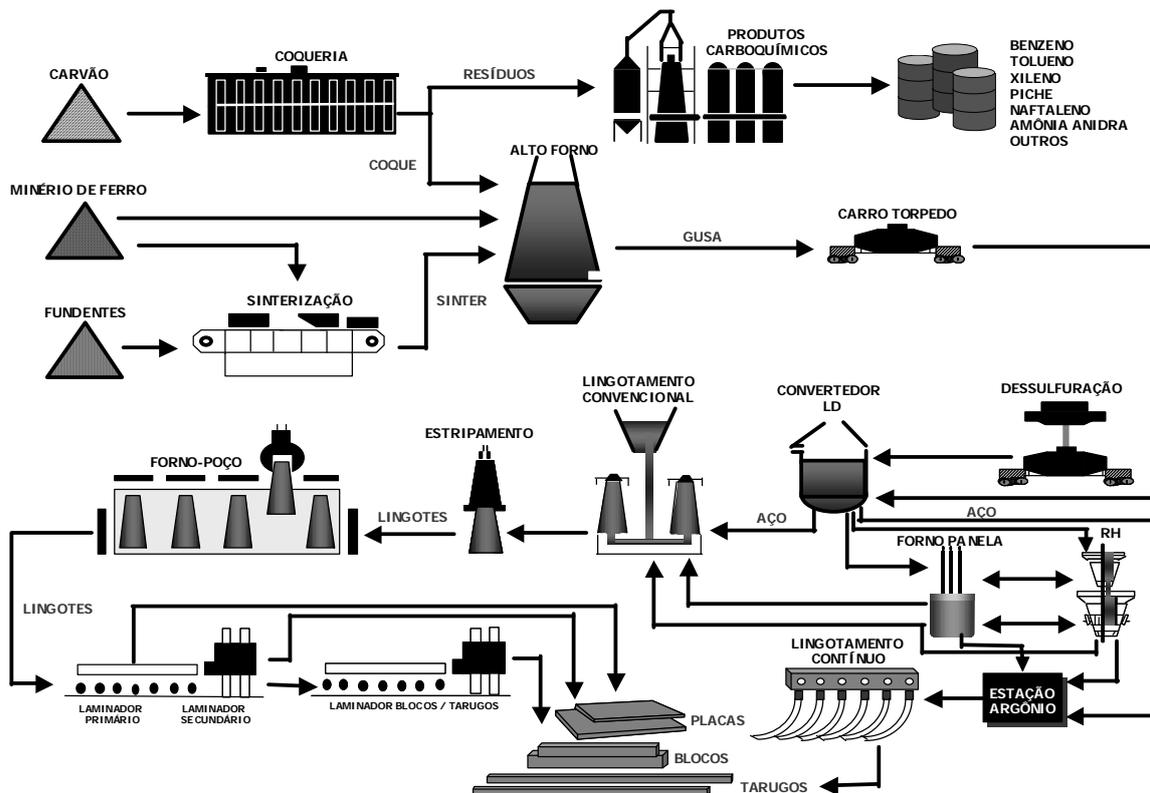 PRODUTOS
CARBOQUÍMICOS
COQUERIA
CARVÃO
RESÍDUOS
BENZENO
TOLUENO
XILENO
PICHE
NAFTALENO
AMÔNIA ANIDRA
OUTROS
ALTO FORNO
COQUE
MINÉRIO DE FERRO
CARRO TORPEDO
GUSA
SINTERIZAÇÃO
SINTER
FUNDENTES
LINGOTAMENTO
CONVENCIONAL
CONVERTEDOR
LD
DESSULFURAÇÃO
ESTRIPAMENTO
FORNO-POÇO
LINGOTES
AÇO
AÇO
FORNO PANELA
RH
LINGOTES
LINGOTAMENTO
CONTÍNUO
LAMINADOR
PRIMÁRIO
LAMINADOR
SECUNDÁRIO
LAMINADOR BLOCOS / TARUGOS
ESTAÇÃO
ARGÔNIO
PLACAS
BLOCOS
TARUGOS